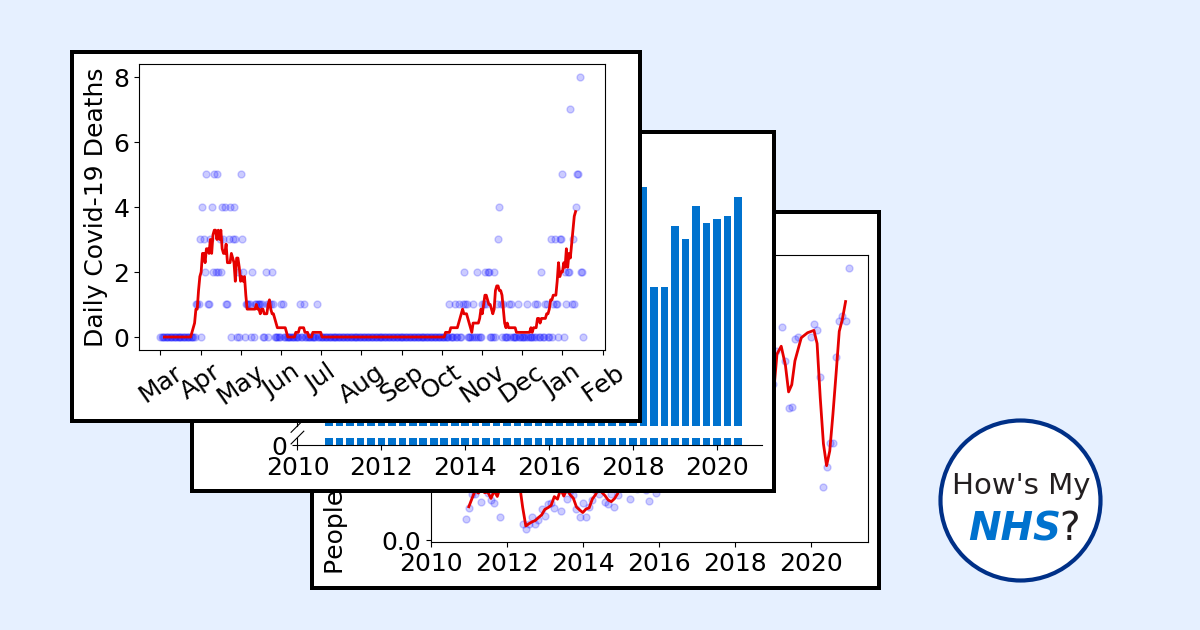 Daily Covid-19 Deaths
8
6
4
2
0
Mar Apr May Jun Jul Aug Sep Oct Nov Dec Jan Feb
0
2010 2012 2014 2016 2018 2020
People
0.0
2010 2012 2014 2016 2018 2020
How's My
NHS?